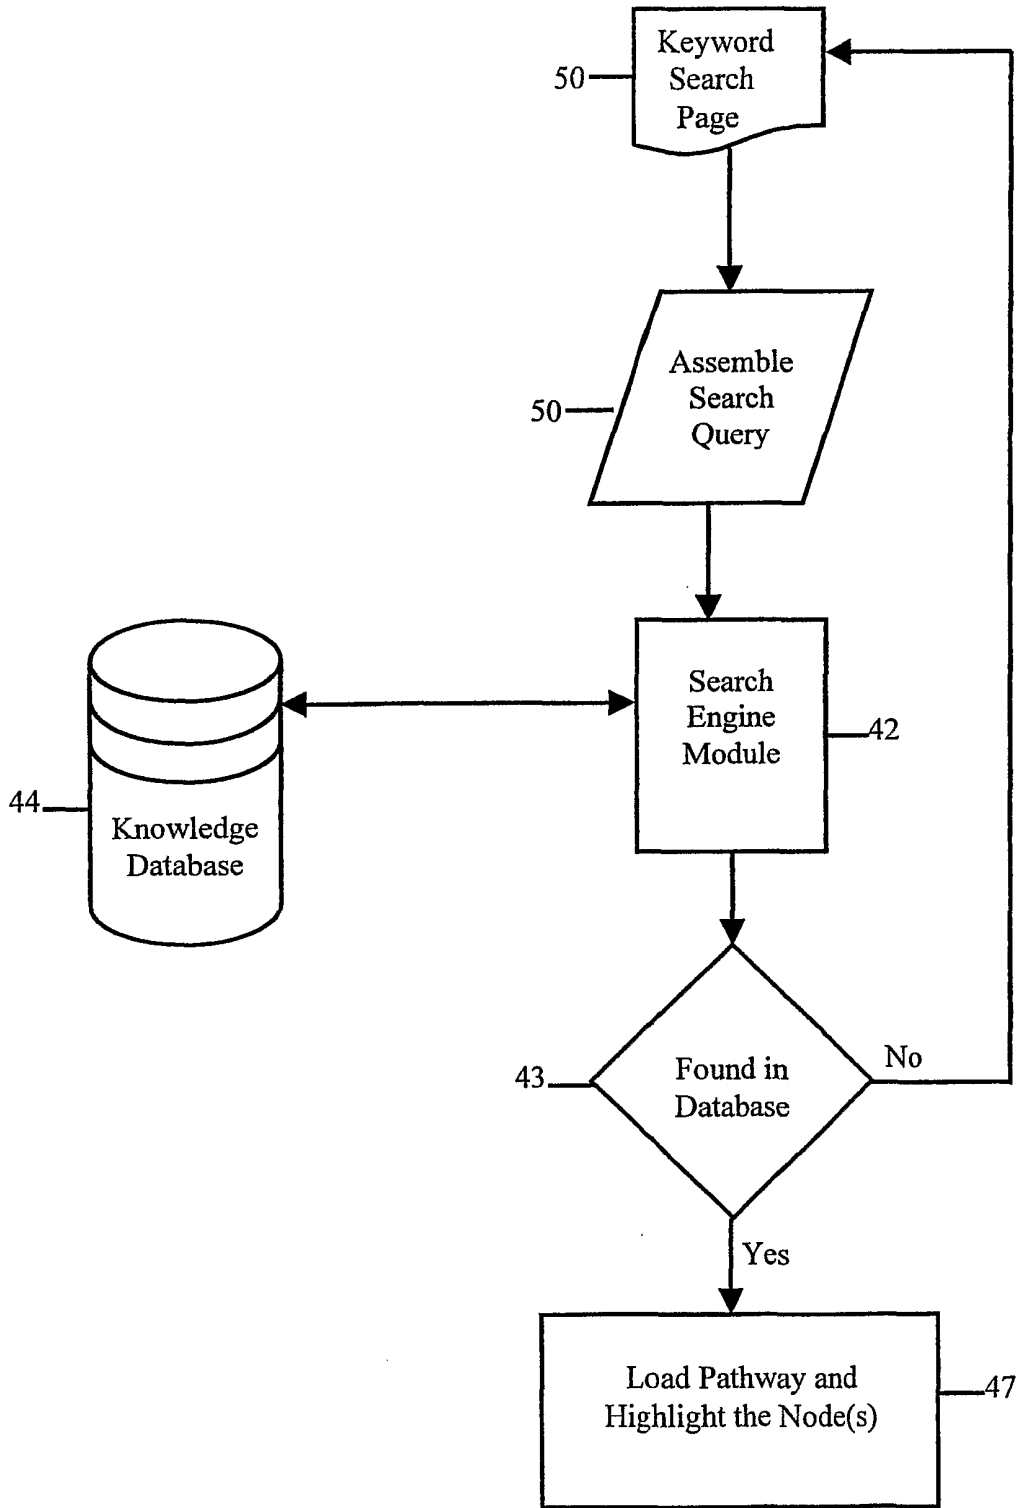 Keyword
Search
Page
50
Assemble
Search
Query
50
Search
Engine
Module
42
44
Knowledge
Database
43
Found in
Database
No
Yes
Load Pathway and
Highlight the Node(s)
47